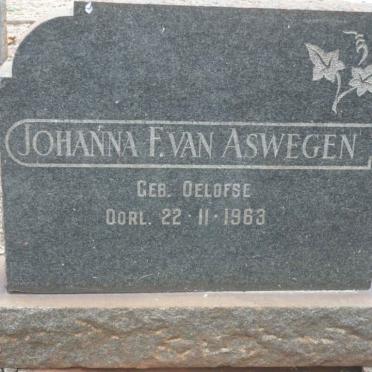 JOHANNA F. VAN ASWEGEN
GEB. OELOFSE
OORL. 22-11-1963